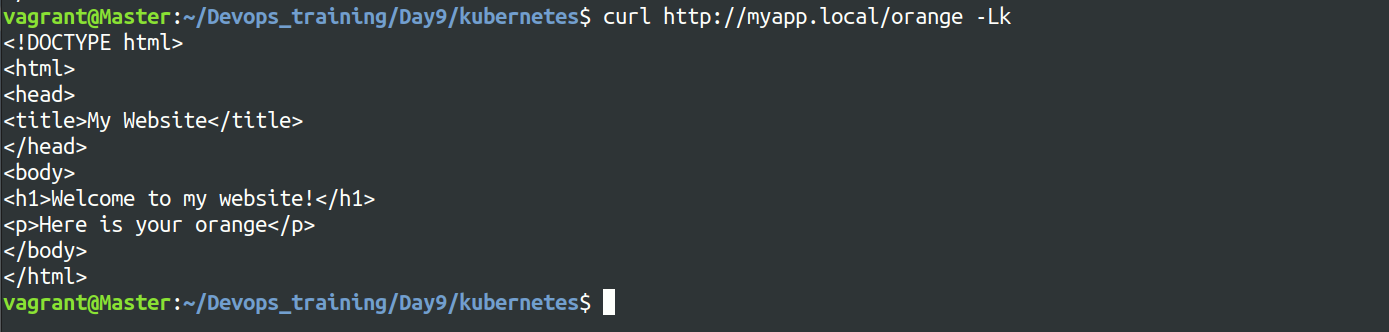 vagrant@Master:~/Devops_training/Day9/kubernetes$ curl http://myapp.local/orange -Lk
<!DOCTYPE html>
<html>
<head>
<title>My Website</title>
</head>
<body>
<h1>Welcome to my website!</h1>
<p>Here is your orange</p>
</body>
</html>
vagrant@Master:~/Devops_training/Day9/kubernetes$